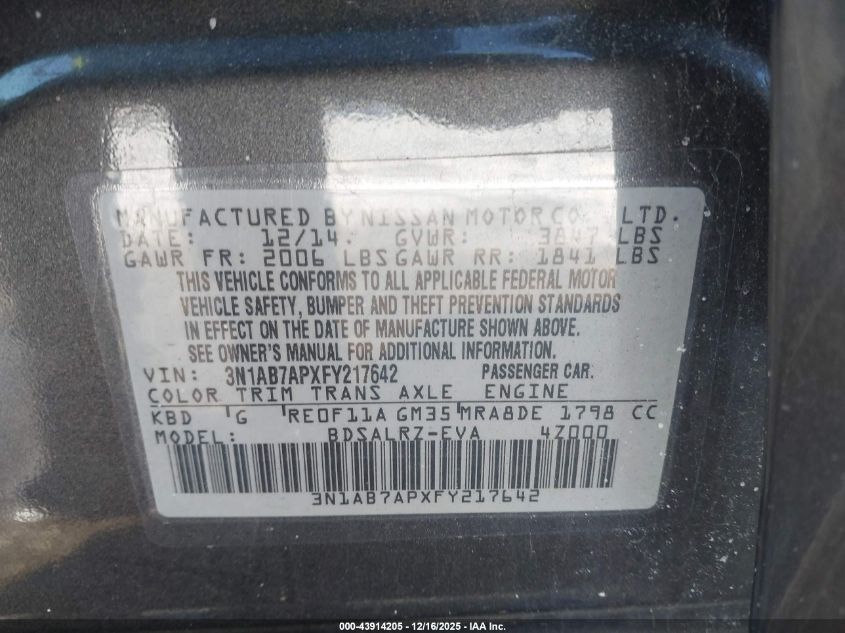 MANUFACTURED BY NISSAN MOTOR CO. LTD.
DATE: 12/14. GVWR: 3847 LBS
GAWR FR: 2006 LBS GAWR RR: 1841 LBS
THIS VEHICLE CONFORMS TO ALL APPLICABLE FEDERAL MOTOR
VEHICLE SAFETY, BUMPER AND THEFT PREVENTION STANDARDS
IN EFFECT ON THE DATE OF MANUFACTURE SHOWN ABOVE.
SEE OWNER'S MANUAL FOR ADDITIONAL INFORMATION.
VIN: 3N1AB7APXFY217642 PASSENGER CAR.
COLOR TRIM TRANS AXLE ENGINE
KBD G RE0F11A GM35 MRA8DE 1798 CC
MODEL: BDSALRZ-EVA 4Z000
3N1AB7APXFY217642
000-43914205 - 12/16/2025 - IAA Inc.